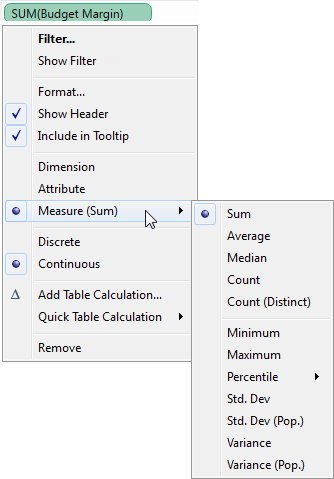 SUM(Budget Margin)
Filter...
Show Filter
Format...
Show Header
Include in Tooltip
Dimension
Attribute
Measure (Sum)
Discrete
Continuous
Add Table Calculation...
Quick Table Calculation
Remove
Sum
Average
Median
Count
Count (Distinct)
Minimum
Maximum
Percentile
Std. Dev
Std. Dev (Pop.)
Variance
Variance (Pop.)